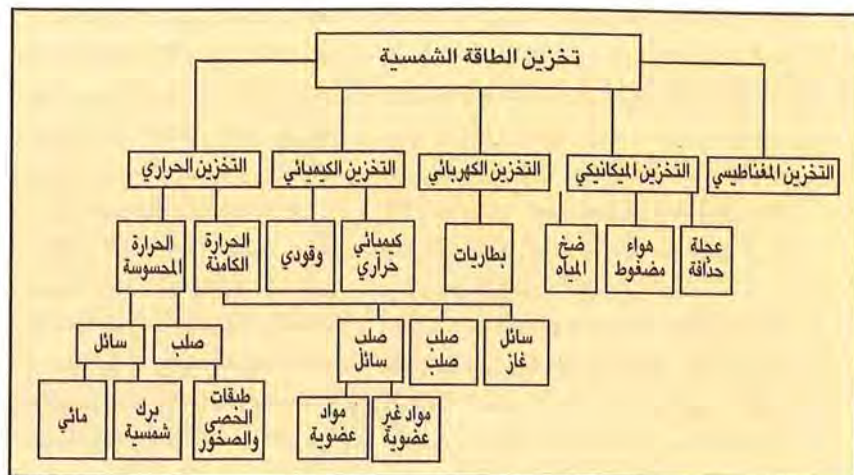 تخزين الطاقة الشمسية
التخزين المغناطيسي
التخزين الميكانيكي
التخزين الكهربائي
التخزين الكيميائي
التخزين الحراري
عجلة
حدّافة
هواء
مضغوط
ضخ
المياه
بطاريات
كيميائي
حراري
وقودي
الحرارة
الكامنة
الحرارة
المحسوسة
سائل
غاز
صلب
صلب
صلب
سائل
صلب
سائل
مواد غير
عضوية
مواد
عضوية
طبقات
الحصى
والصخور
برك
شمسية
مائي